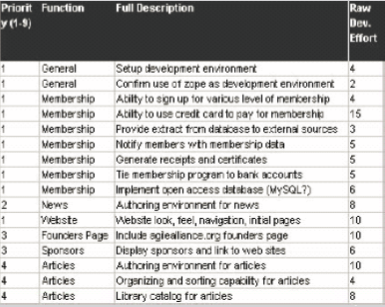 Priorit Function Full Description Raw
y (1-9) Dev.
Effort
1 General Setup development environment 4
1 General Confirm use of zope as development environment 2
1 Membership Ability to sign up for various level of membership 4
1 Membership Ability to use credit card to pay for membership 15
1 Membership Provide extract from database to external sources 3
1 Membership Notify members with membership data 5
1 Membership Generate receipts and certificates 5
1 Membership Tie membership program to bank accounts 5
1 Membership Implement open access database (MySQL?) 6
2 News Authoring environment for news 8
1 Website Website look, feel, navigation, initial pages 10
3 Founders Page Include agilealliance.org founders page 10
3 Sponsors Display sponsors and link to web sites 6
4 Articles Authoring environment for articles 10
4 Articles Organizing and sorting capability for articles 4
4 Articles Library catalog for articles 8